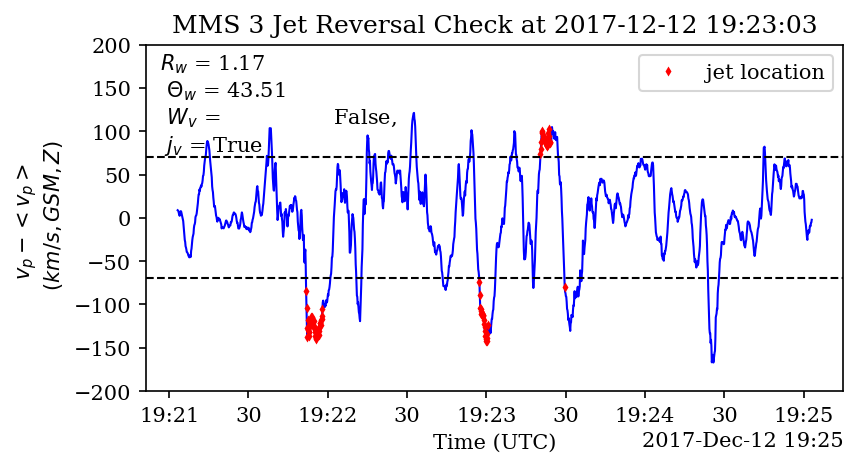 MMS 3 Jet Reversal Check at 2017-12-12 19:23:03
200
150
100
50
0
−50
−100
−150
−200
v_p − < v_p >
(km/s, GSM, Z)
R_w = 1.17
Θ_w = 43.51
W_v = False,
j_v = True
jet location
19:21 30 19:22 30 19:23 30 19:24 30 19:25
Time (UTC)
2017-Dec-12 19:25